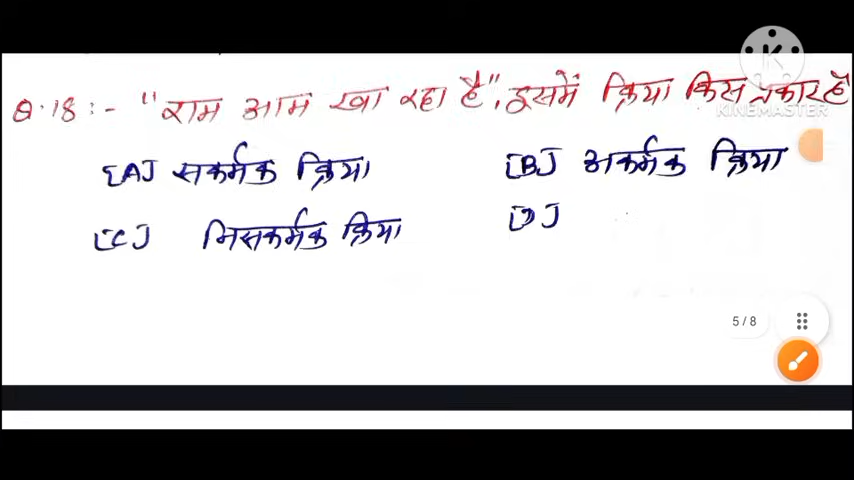 Q.18:- "राम आम खा रहा है", इसमें क्रिया किस प्रकार है
KINEMASTER
[A] सकर्मक क्रिया [B] अकर्मक क्रिया
[C] मिसकर्मक क्रिया [D]
5/8